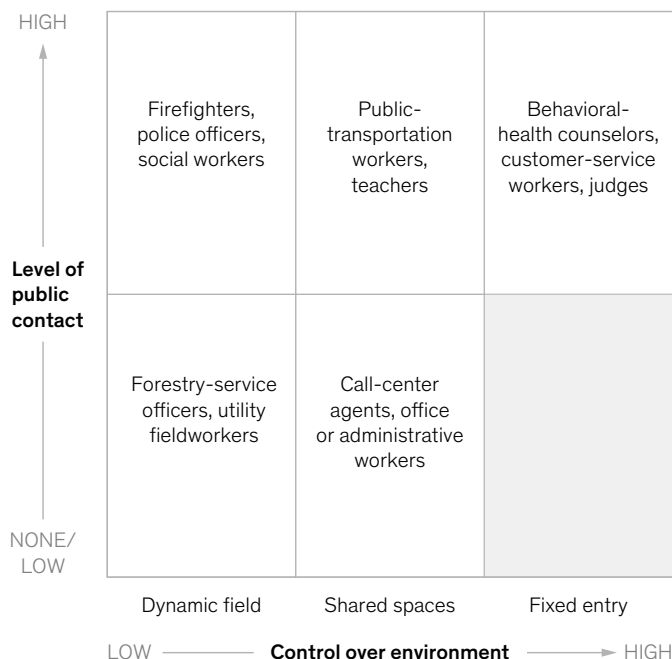 HIGH
Firefighters,
police officers,
social workers
Public-
transportation
workers,
teachers
Behavioral-
health counselors,
customer-service
workers, judges
Level of
public
contact
Forestry-service
officers, utility
fieldworkers
Call-center
agents, office
or administrative
workers
NONE/
LOW
Dynamic field
Shared spaces
Fixed entry
LOW
Control over environment
HIGH